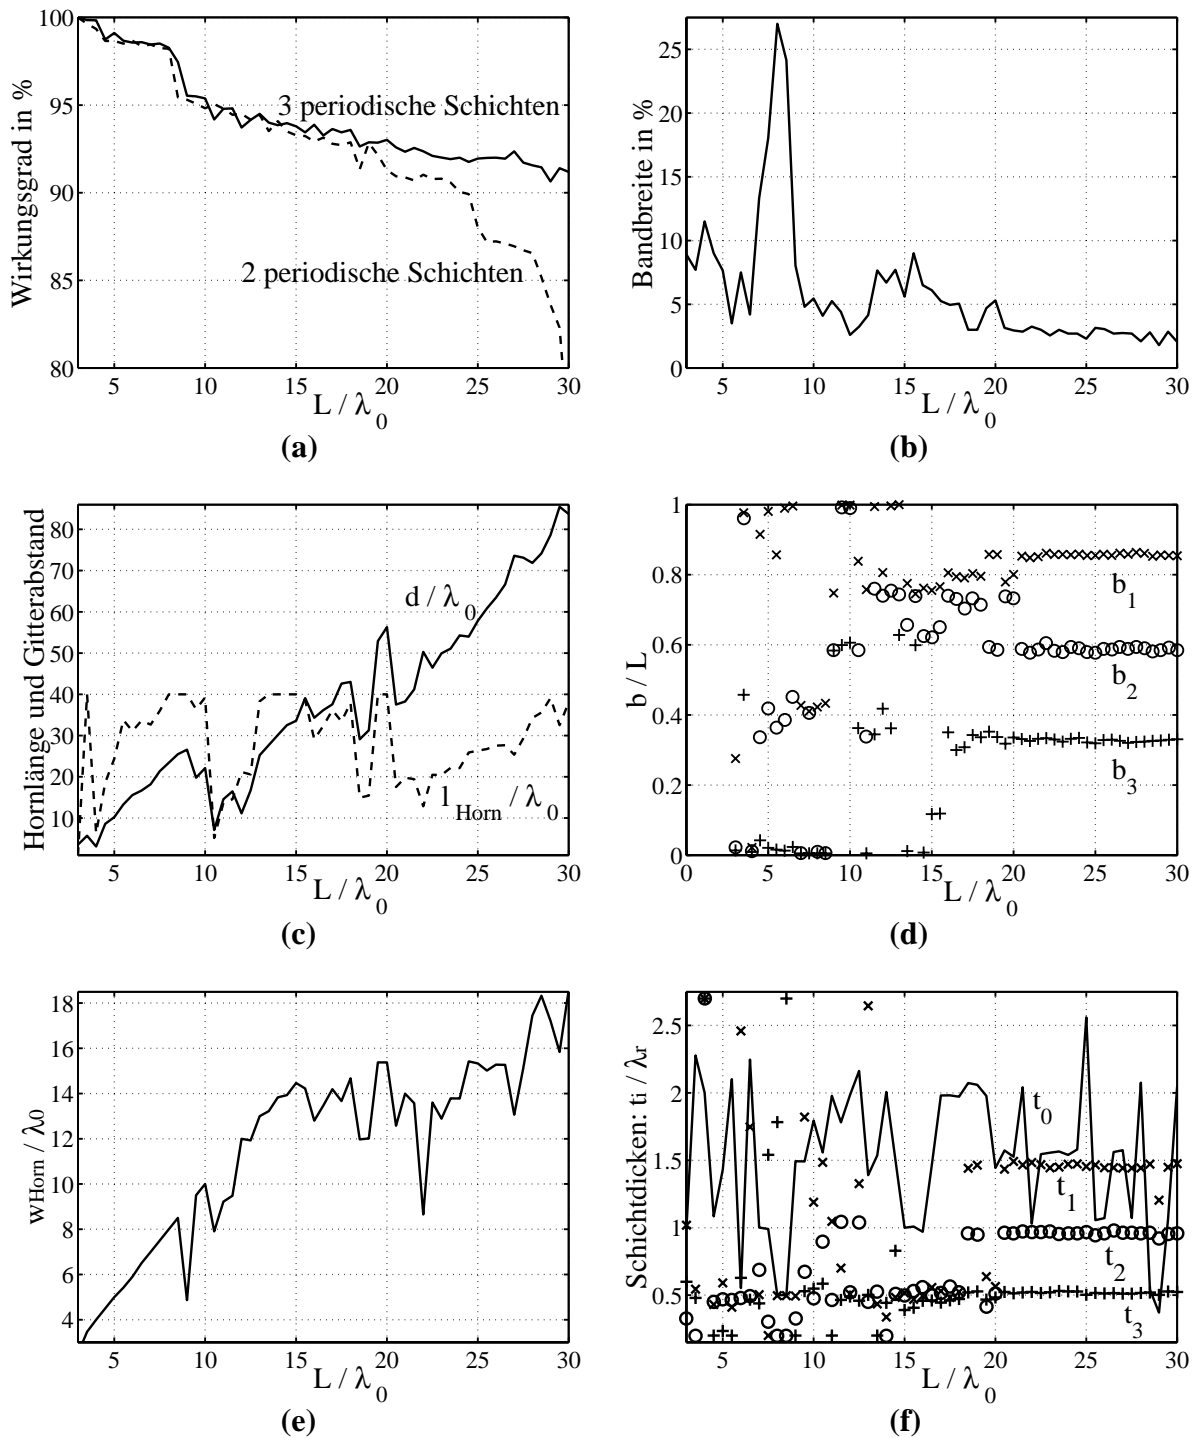 100
95
90
85
80
Wirkungsgrad in %
3 periodische Schichten
2 periodische Schichten
5 10 15 20 25 30
L / λ0
(a)
25
20
15
10
5
0
Bandbreite in %
5 10 15 20 25 30
L / λ0
(b)
80
70
60
50
40
30
20
10
Hornlänge und Gitterabstand
d / λ0
lHorn / λ0
5 10 15 20 25 30
L / λ0
(c)
1
0.8
0.6
0.4
0.2
0
b / L
b1
b2
b3
0 5 10 15 20 25 30
L / λ0
(d)
18
16
14
12
10
8
6
4
wHorn / λ0
5 10 15 20 25 30
L / λ0
(e)
2.5
2
1.5
1
0.5
Schichtdicken: ti / λr
t0
t1
t2
t3
5 10 15 20 25 30
L / λ0
(f)